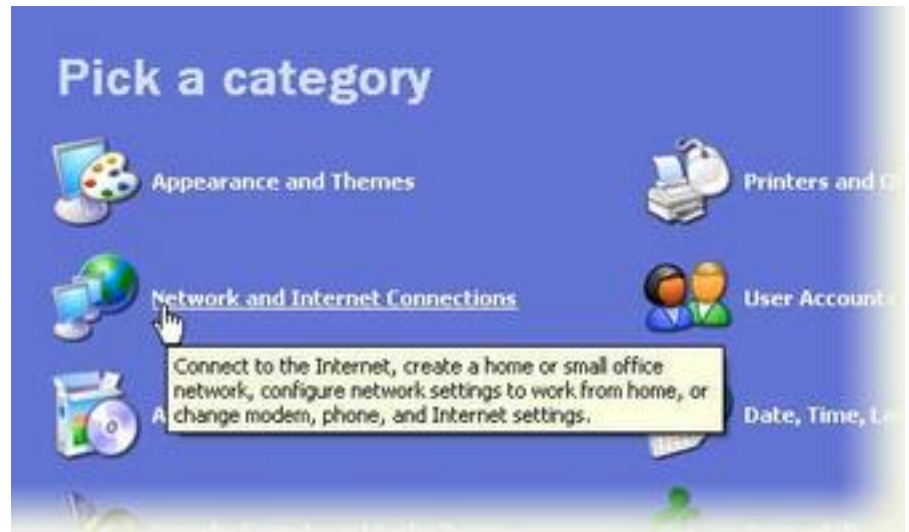 Pick a category
Appearance and Themes
Printers and
Network and Internet Connections
User Accounts
Connect to the Internet, create a home or small office
network, configure network settings to work from home, or
change modem, phone, and Internet settings.
Date, Time,